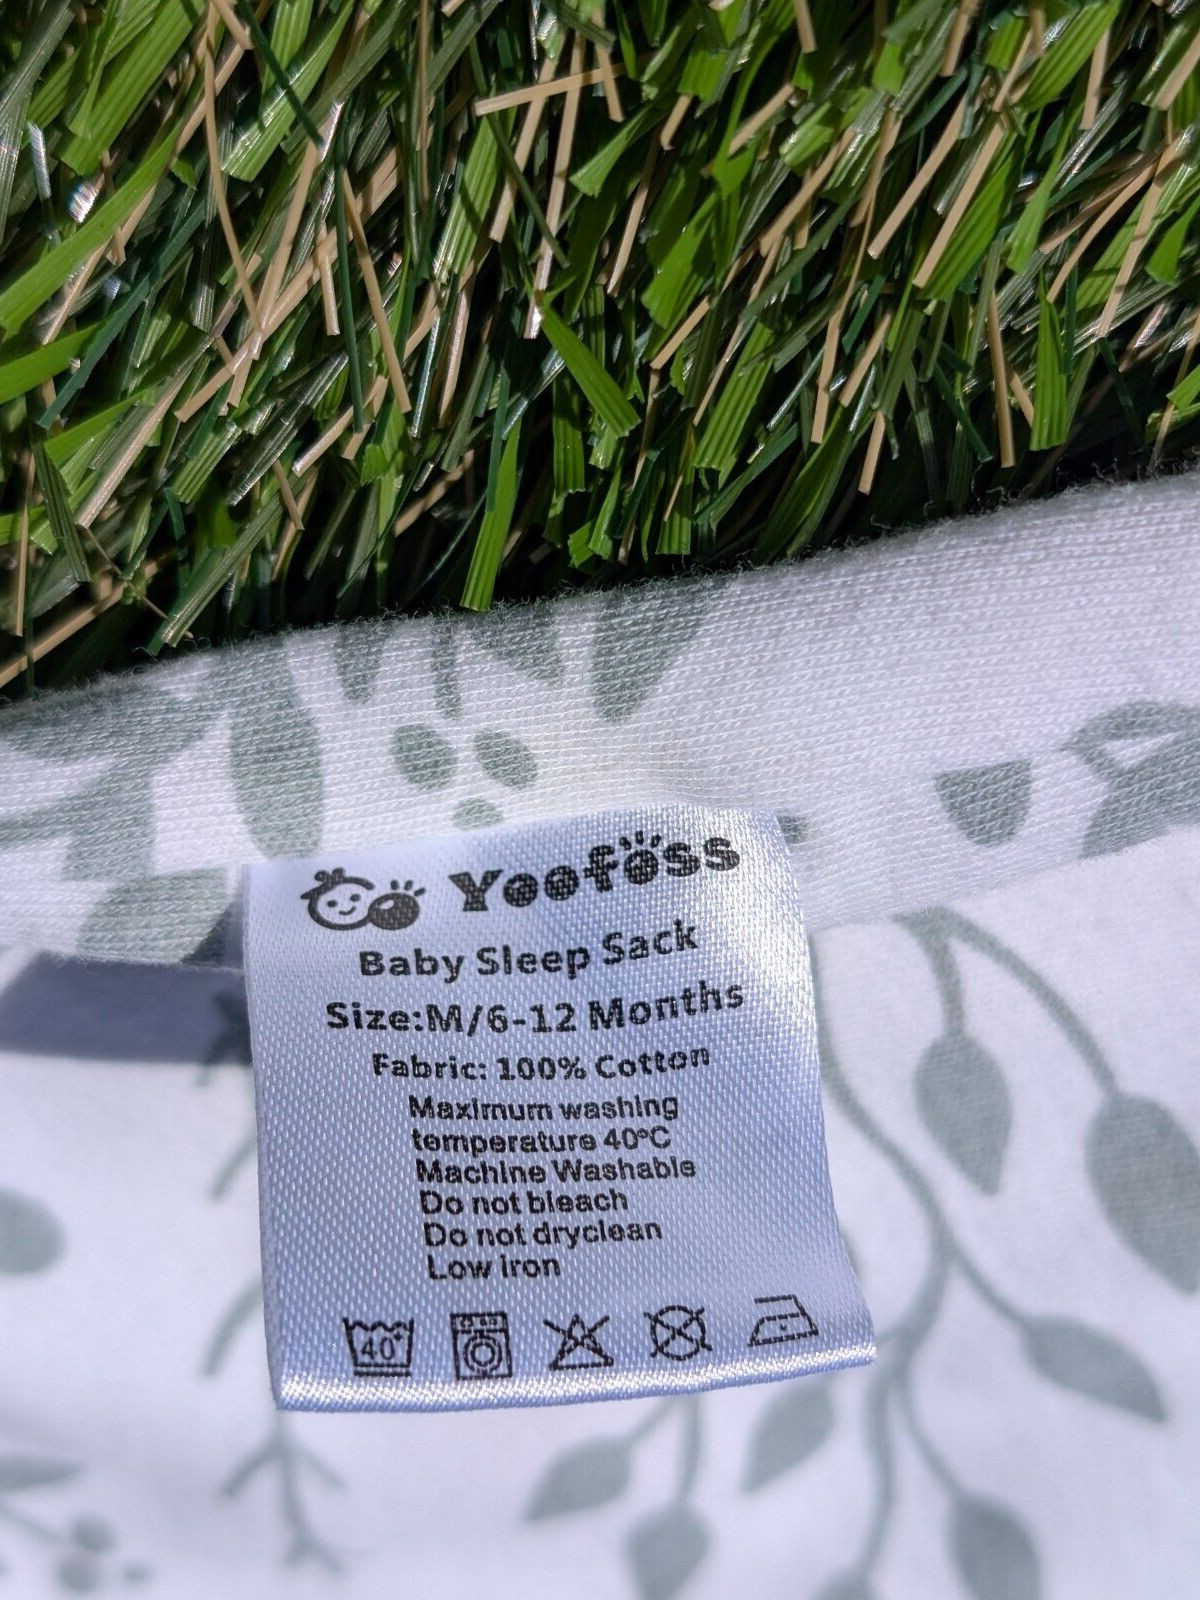 Yoofoss
Baby Sleep Sack
Size:M/6-12 Months
Fabric: 100% Cotton
Maximum washing
temperature 40°C
Machine Washable
Do not bleach
Do not dryclean
Low iron
40°